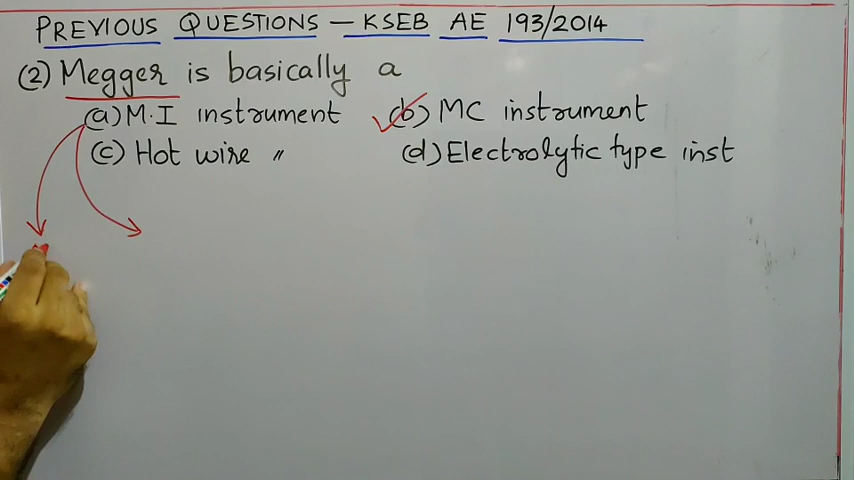 PREVIOUS QUESTIONS – KSEB AE 193/2014
(2) Megger is basically a
(a) M.I instrument (b) MC instrument
(c) Hot wire 〃 (d) Electrolytic type inst